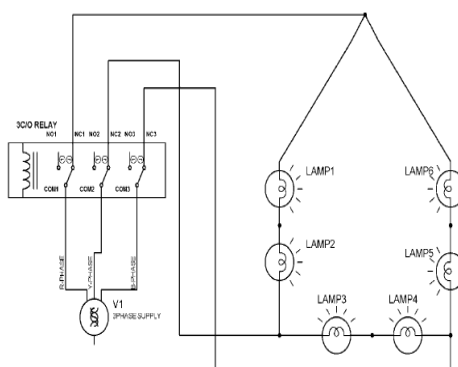 3C/O RELAY
NO1 NC1 NO2 NC2 NO3 NC3
COM1 COM2 COM3
R-PHASE
Y-PHASE
B-PHASE
V1
3PHASE SUPPLY
LAMP1
LAMP6
LAMP2
LAMP5
LAMP3
LAMP4